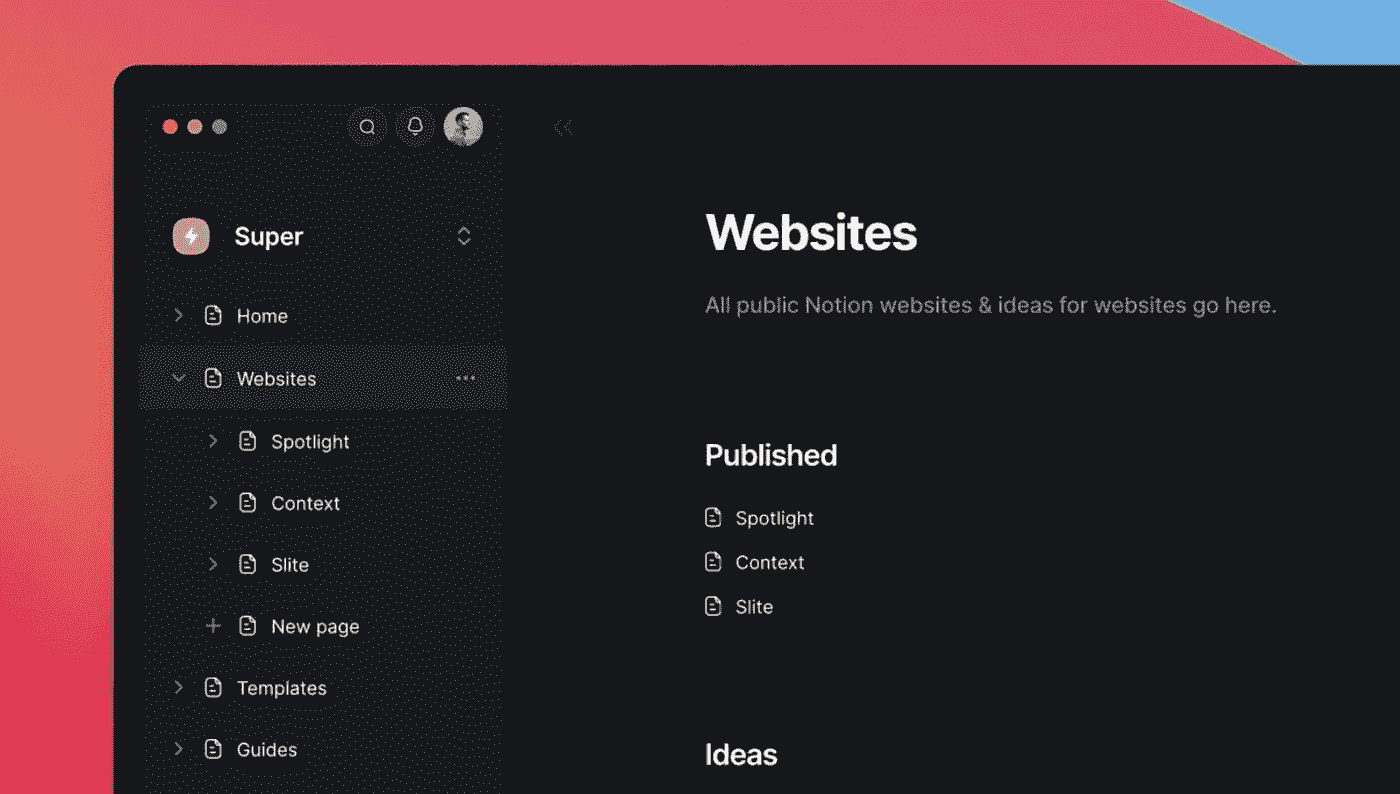 Super
Home
Websites
Spotlight
Context
Slite
New page
Templates
Guides
Websites
All public Notion websites & ideas for websites go here.
Published
Spotlight
Context
Slite
Ideas